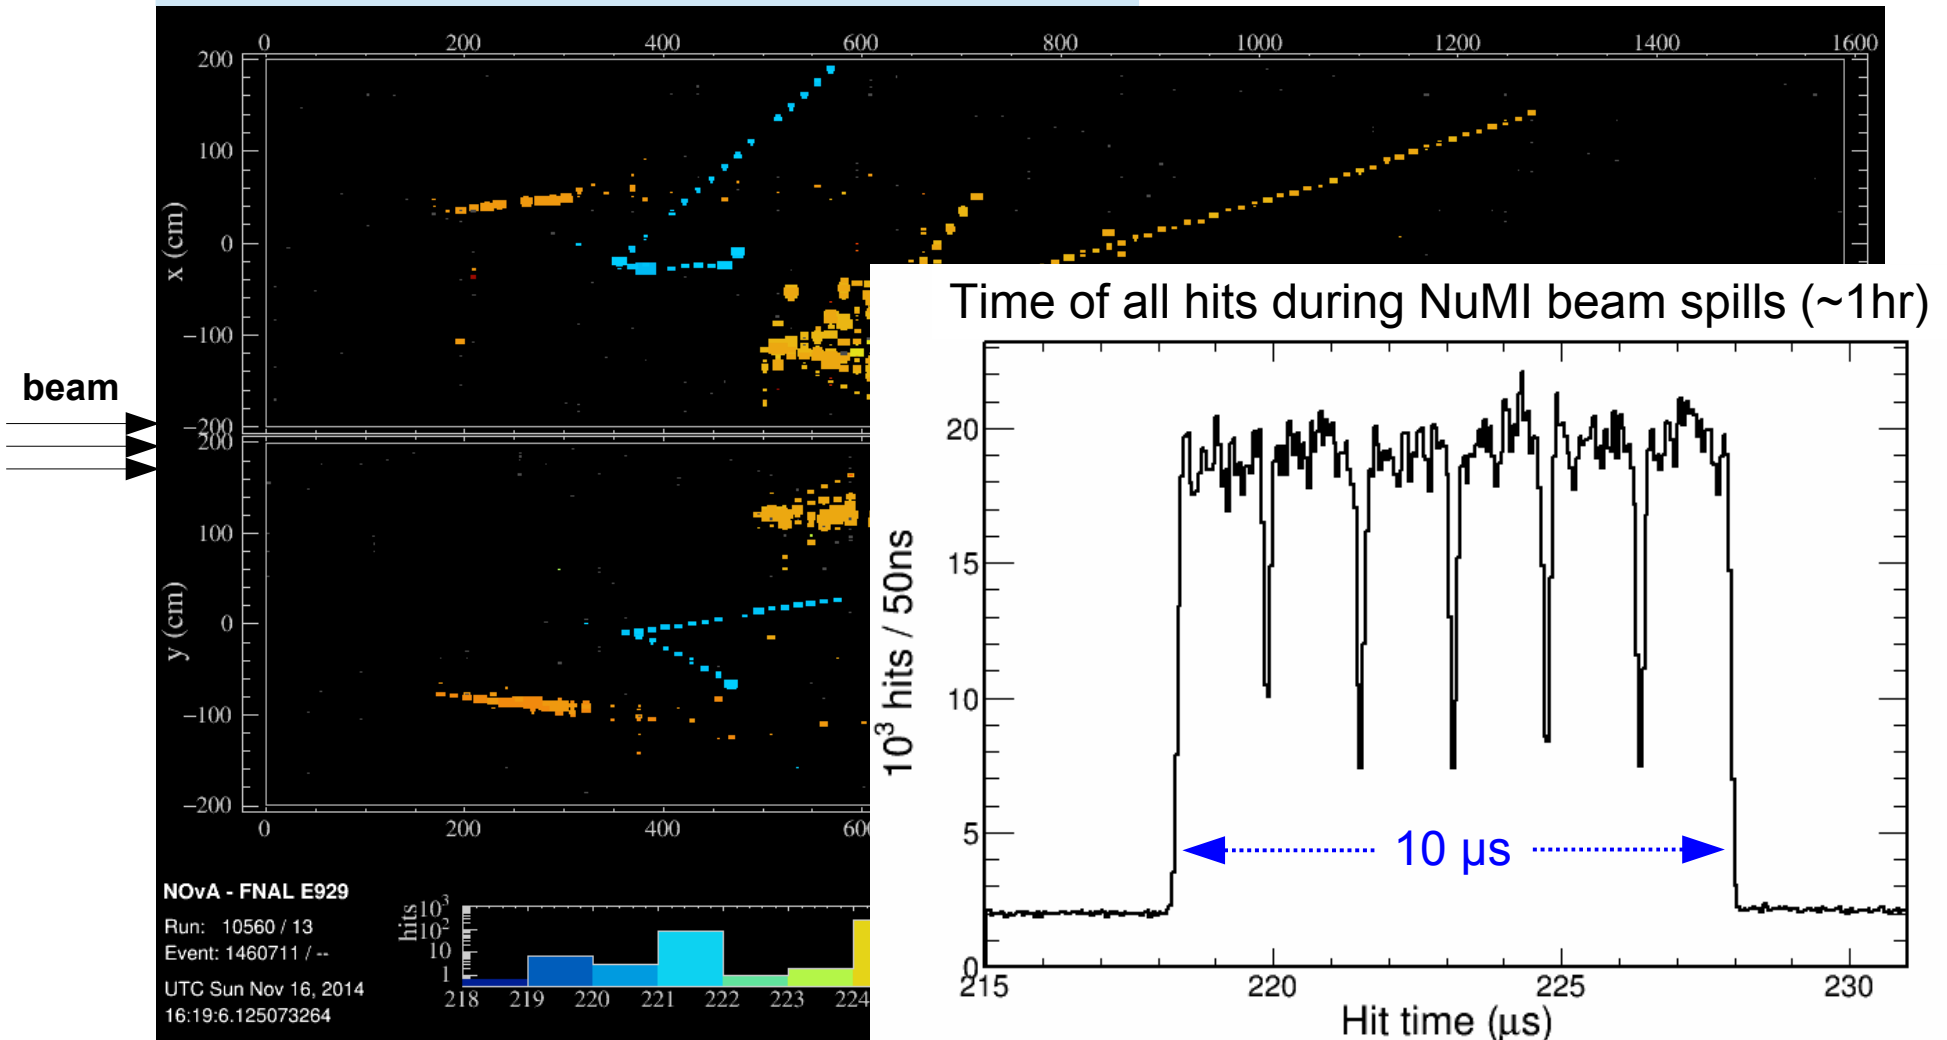 0 200 400 600 800 1000 1200 1400 1600
200
100
0
−100
−200
x (cm)
beam
200
100
0
−100
−200
y (cm)
0 200 400 600
NOvA - FNAL E929
Run: 10560 / 13
Event: 1460711 / --
UTC Sun Nov 16, 2014
16:19:6.125073264
hits
10³
10²
10
1
218 219 220 221 222 223 224
Time of all hits during NuMI beam spills (~1hr)
10³ hits / 50ns
20
15
10
5
0
10 µs
215 220 225 230
Hit time (µs)